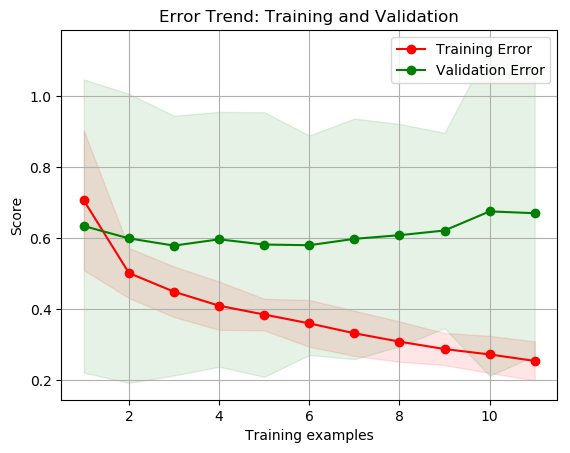 Error Trend: Training and Validation
Training Error
Validation Error
1.0
0.8
0.6
0.4
0.2
Score
2
4
6
8
10
Training examples